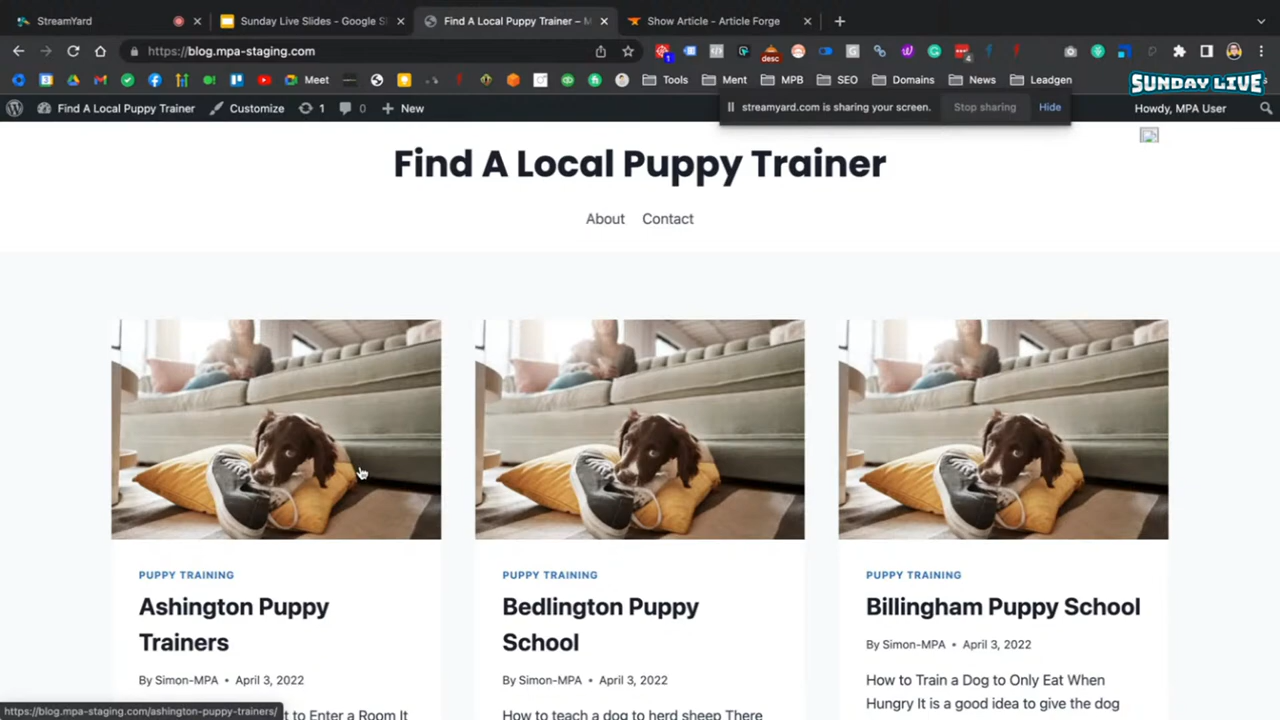 StreamYard
Sunday Live Slides - Google Sl
Find A Local Puppy Trainer – M
Show Article - Article Forge
https://blog.mpa-staging.com
1
desc
4
Meet
Tools
Ment
MPB
SEO
Domains
News
Leadgen
SUNDAY LIVE
Find A Local Puppy Trainer
Customize
1
0
New
streamyard.com is sharing your screen.
Stop sharing
Hide
Howdy, MPA User
Find A Local Puppy Trainer
About
Contact
PUPPY TRAINING
Ashington Puppy
Trainers
By Simon-MPA • April 3, 2022
t to Enter a Room It
PUPPY TRAINING
Bedlington Puppy
School
By Simon-MPA • April 3, 2022
How to teach a dog to herd sheep There
PUPPY TRAINING
Billingham Puppy School
By Simon-MPA • April 3, 2022
How to Train a Dog to Only Eat When
Hungry It is a good idea to give the dog
https://blog.mpa-staging.com/ashington-puppy-trainers/